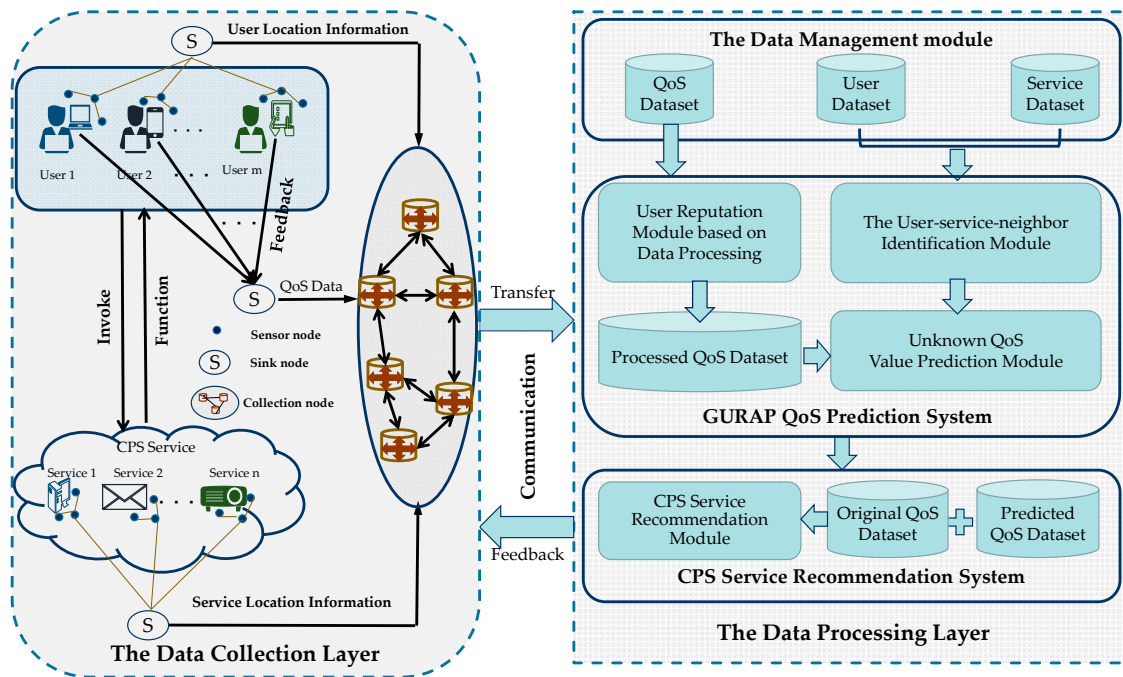 User Location Information
S
User 1
User 2
. . .
User m
. . .
. . . .
Feedback
S
QoS Data
Invoke
Function
Sensor node
S
Sink node
Collection node
CPS Service
Service 1
Service 2
. . .
Service n
Service Location Information
S
The Data Collection Layer
Transfer
Communication
Feedback
The Data Management module
QoS
Dataset
User
Dataset
Service
Dataset
User Reputation
Module based on
Data Processing
The User-service-neighbor
Identification Module
Processed QoS Dataset
Unknown QoS
Value Prediction Module
GURAP QoS Prediction System
CPS Service
Recommendation
Module
Original QoS
Dataset
Predicted
QoS Dataset
CPS Service Recommendation System
The Data Processing Layer